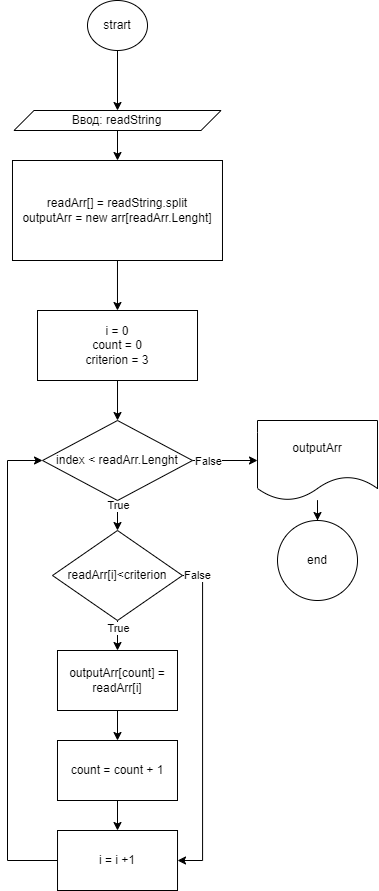 strart
Ввод: readString
readArr[] = readString.split
outputArr = new arr[readArr.Lenght]
i = 0
count = 0
criterion = 3
index < readArr.Lenght
False
outputArr
True
end
readArr[i]<criterion
False
True
outputArr[count] =
readArr[i]
count = count + 1
i = i +1